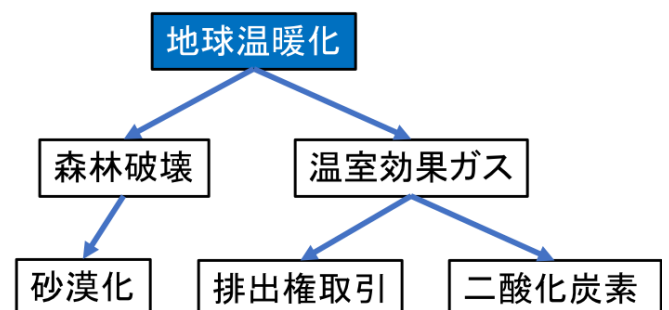 地球温暖化
森林破壊
温室効果ガス
砂漠化
排出権取引
二酸化炭素